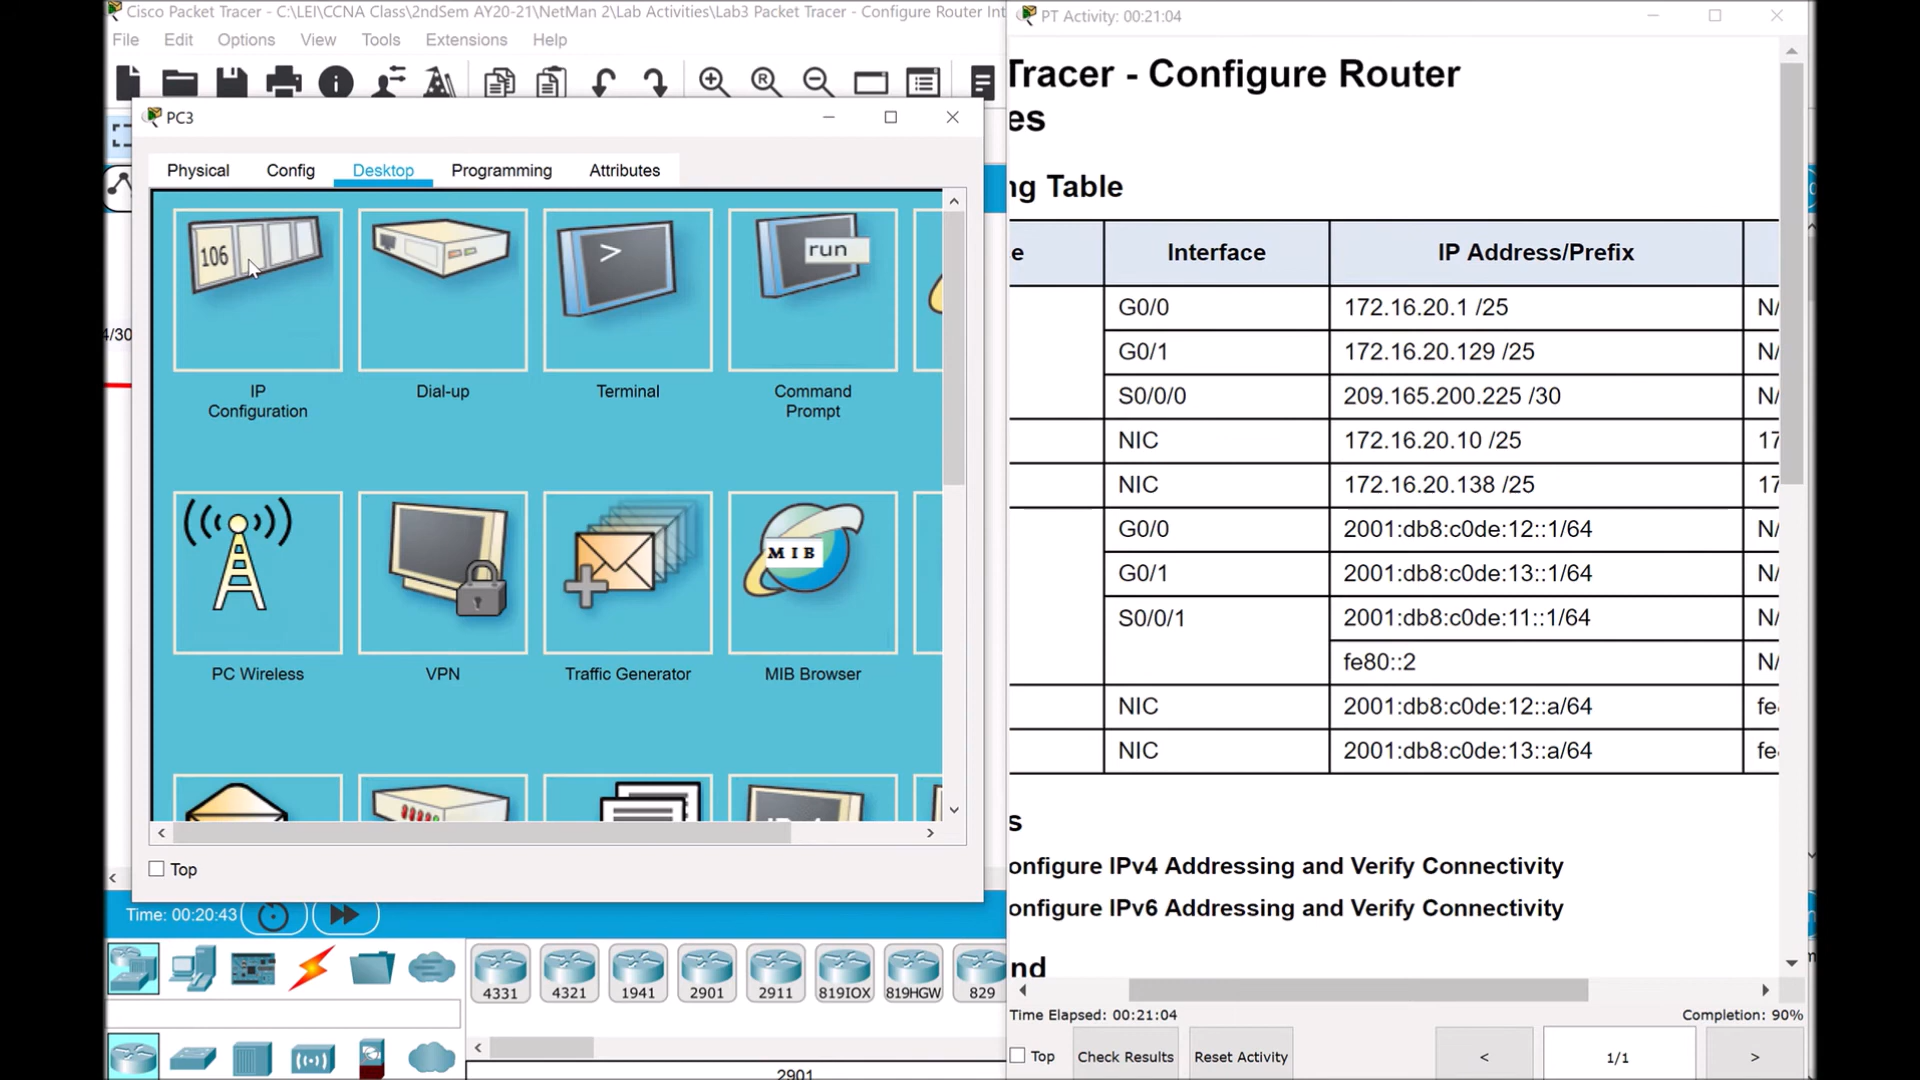 Cisco Packet Tracer - C:\LEI\CCNA Class\2ndSem AY20-21\NetMan 2\Lab Activities\Lab3 Packet Tracer - Configure Router Int
File Edit Options View Tools Extensions Help
PC3
Physical Config Desktop Programming Attributes
106
>
run
IP Configuration
Dial-up
Terminal
Command Prompt
MIB
PC Wireless
VPN
Traffic Generator
MIB Browser
Top
4/30
Time: 00:20:43
4331 4321 1941 2901 2911 819IOX 819HGW 829
2901
PT Activity: 00:21:04
Tracer - Configure Router
es
ng Table
e Interface IP Address/Prefix
G0/0 172.16.20.1 /25 N/
G0/1 172.16.20.129 /25 N/
S0/0/0 209.165.200.225 /30 N/
NIC 172.16.20.10 /25 17
NIC 172.16.20.138 /25 17
G0/0 2001:db8:c0de:12::1/64 N/
G0/1 2001:db8:c0de:13::1/64 N/
S0/0/1 2001:db8:c0de:11::1/64 N/
fe80::2 N/
NIC 2001:db8:c0de:12::a/64 fe
NIC 2001:db8:c0de:13::a/64 fe
s
onfigure IPv4 Addressing and Verify Connectivity
onfigure IPv6 Addressing and Verify Connectivity
nd
Time Elapsed: 00:21:04 Completion: 90%
Top Check Results Reset Activity < 1/1 >